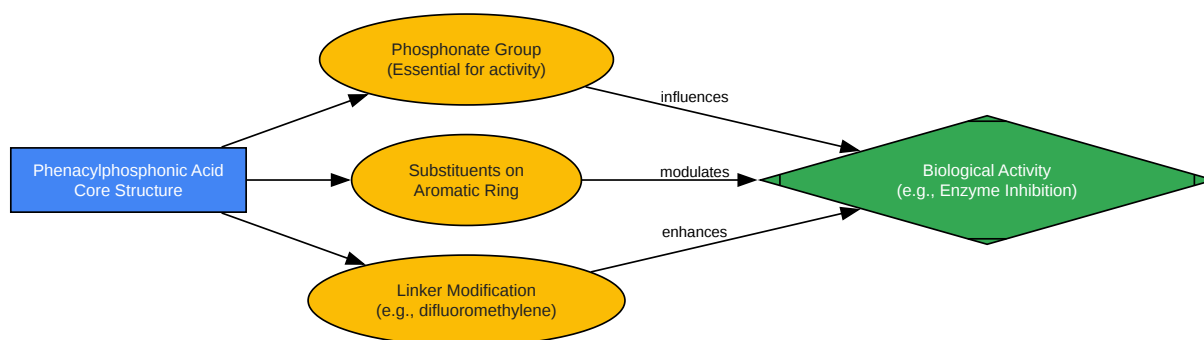 Phosphonate Group
(Essential for activity)
influences
Phenacylphosphonic Acid
Core Structure
Substituents on
Aromatic Ring
modulates
Biological Activity
(e.g., Enzyme Inhibition)
enhances
Linker Modification
(e.g., difluoromethylene)